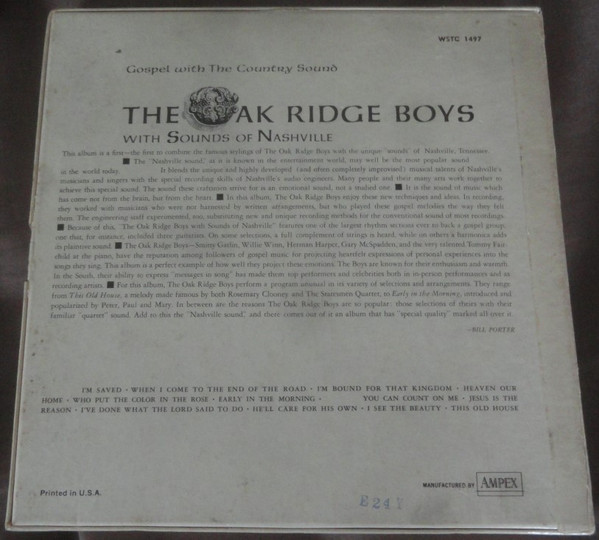 WSTC 1497
Gospel with The Country Sound
THE OAK RIDGE BOYS
WITH SOUNDS OF NASHVILLE
This album is a first—the first to combine the famous stylings of The Oak Ridge Boys with the unique "sounds" of Nashville, Tennessee.
■ The "Nashville sound," as it is known in the entertainment world, may well be the most popular sound
in the world today. It blends the unique and highly developed (and often completely improvised) musical talents of Nashville's
musicians and singers with the special recording skills of Nashville's audio engineers. Many people and their many arts work together to
achieve this special sound. The sound these craftsmen strive for is an emotional sound, not a studied one. ■ It is the sound of music which
has come not from the brain, but from the heart. ■ In this album, The Oak Ridge Boys enjoy these new techniques and ideas. In recording,
they worked with musicians who were not hampered by written arrangements, but who played these gospel melodies the way they felt
them. The engineering staff experimented, too, substituting new and unique recording methods for the conventional sound of most recordings.
■ Because of this, "The Oak Ridge Boys with Sounds of Nashville" features one of the largest rhythm sections ever to back a gospel group;
one that, for instance, included three guitarists. On some selections, a full complement of strings is heard, while on others a harmonica adds
its plaintive sound. ■ The Oak Ridge Boys—Smitty Gatlin, Willie Wynn, Herman Harper, Gary McSpadden, and the very talented Tommy Fair-
child at the piano, have the reputation among followers of gospel music for projecting heartfelt expressions of personal experiences into the
songs they sing. This album is a perfect example of how well they project these emotions. The Boys are known for their enthusiasm and warmth.
In the South, their ability to express "messages in song" has made them top performers and celebrities both in in-person performances and as
recording artists. ■ For this album, The Oak Ridge Boys perform a program unusual in its variety of selections and arrangements. They range
from This Old House, a melody made famous by both Rosemary Clooney and The Statesmen Quartet, to Early in the Morning, introduced and
popularized by Peter, Paul and Mary. In between are the reasons The Oak Ridge Boys are so popular: those selections of theirs with their
familiar "quartet" sound. Add to this the "Nashville sound," and there comes out of it an album that has "special quality" marked all over it.
—BILL PORTER
I'M SAVED • WHEN I COME TO THE END OF THE ROAD • I'M BOUND FOR THAT KINGDOM • HEAVEN OUR
HOME • WHO PUT THE COLOR IN THE ROSE • EARLY IN THE MORNING • YOU CAN COUNT ON ME • JESUS IS THE
REASON • I'VE DONE WHAT THE LORD SAID TO DO • HE'LL CARE FOR HIS OWN • I SEE THE BEAUTY • THIS OLD HOUSE
Printed in U.S.A.
MANUFACTURED BY AMPEX